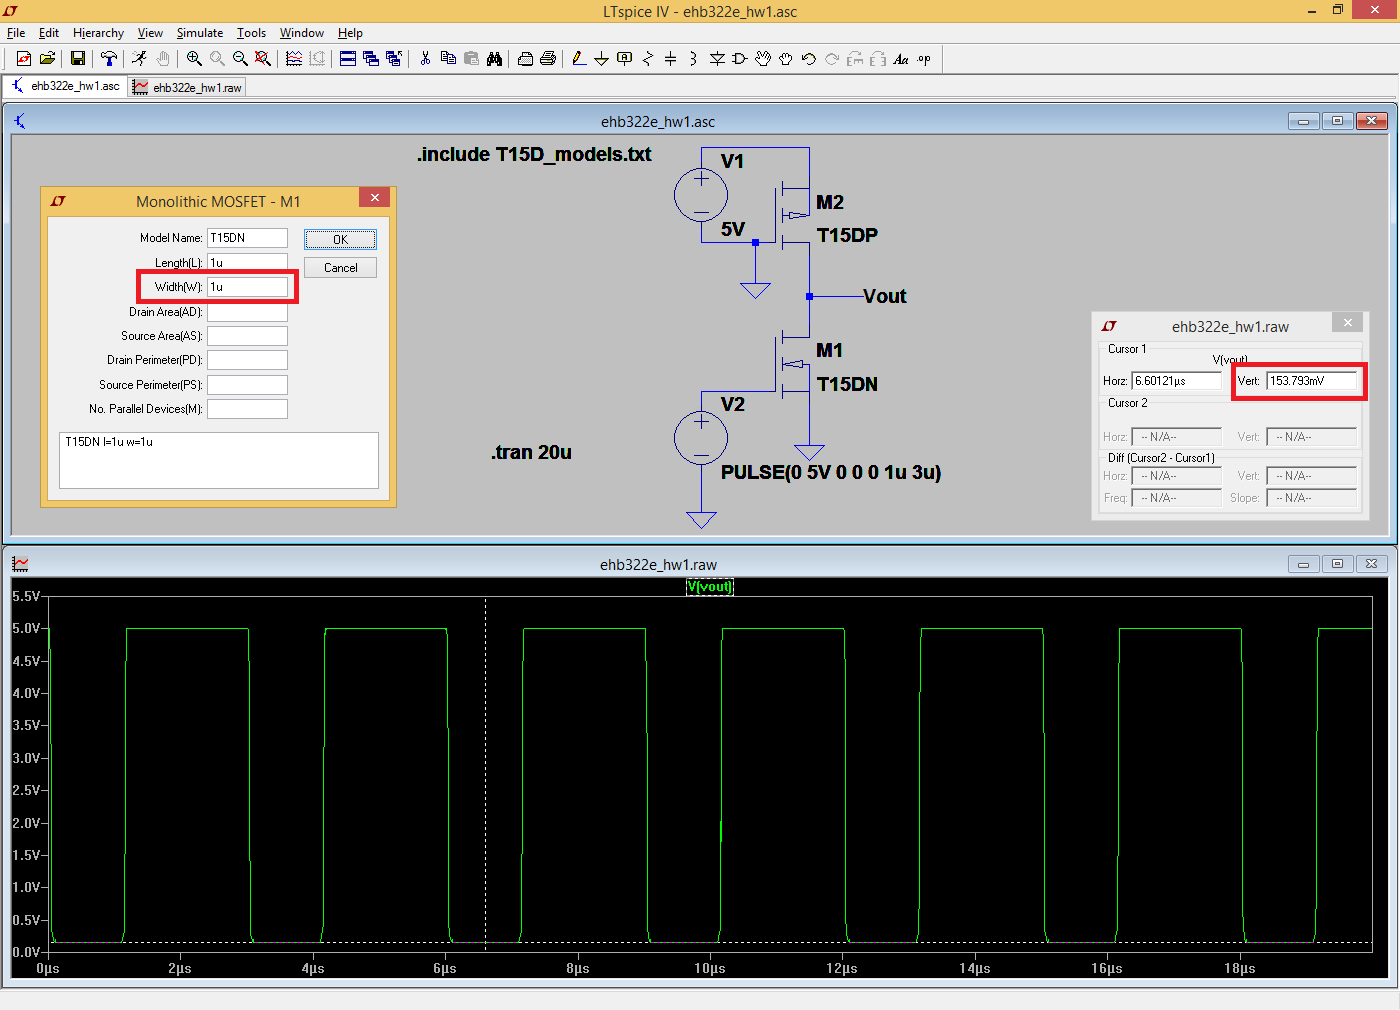 LTspice IV - ehb322e_hw1.asc
File Edit Hierarchy View Simulate Tools Window Help
ehb322e_hw1.asc ehb322e_hw1.raw
ehb322e_hw1.asc
.include T15D_models.txt
V1
5V
M2
T15DP
Vout
M1
T15DN
V2
.tran 20u
PULSE(0 5V 0 0 0 1u 3u)
Monolithic MOSFET - M1
Model Name: T15DN
OK
Length(L): 1u
Cancel
Width(W): 1u
Drain Area(AD):
Source Area(AS):
Drain Perimeter(PD):
Source Perimeter(PS):
No. Parallel Devices(M):
T15DN l=1u w=1u
ehb322e_hw1.raw
Cursor 1
V(vout)
Horz: 6.60121µs Vert: 153.793mV
Cursor 2
Horz: -- N/A-- Vert: -- N/A--
Diff (Cursor2 - Cursor1)
Horz: -- N/A-- Vert: -- N/A--
Freq: -- N/A-- Slope: -- N/A--
ehb322e_hw1.raw
V(vout)
5.5V
5.0V
4.5V
4.0V
3.5V
3.0V
2.5V
2.0V
1.5V
1.0V
0.5V
0.0V
0µs 2µs 4µs 6µs 8µs 10µs 12µs 14µs 16µs 18µs